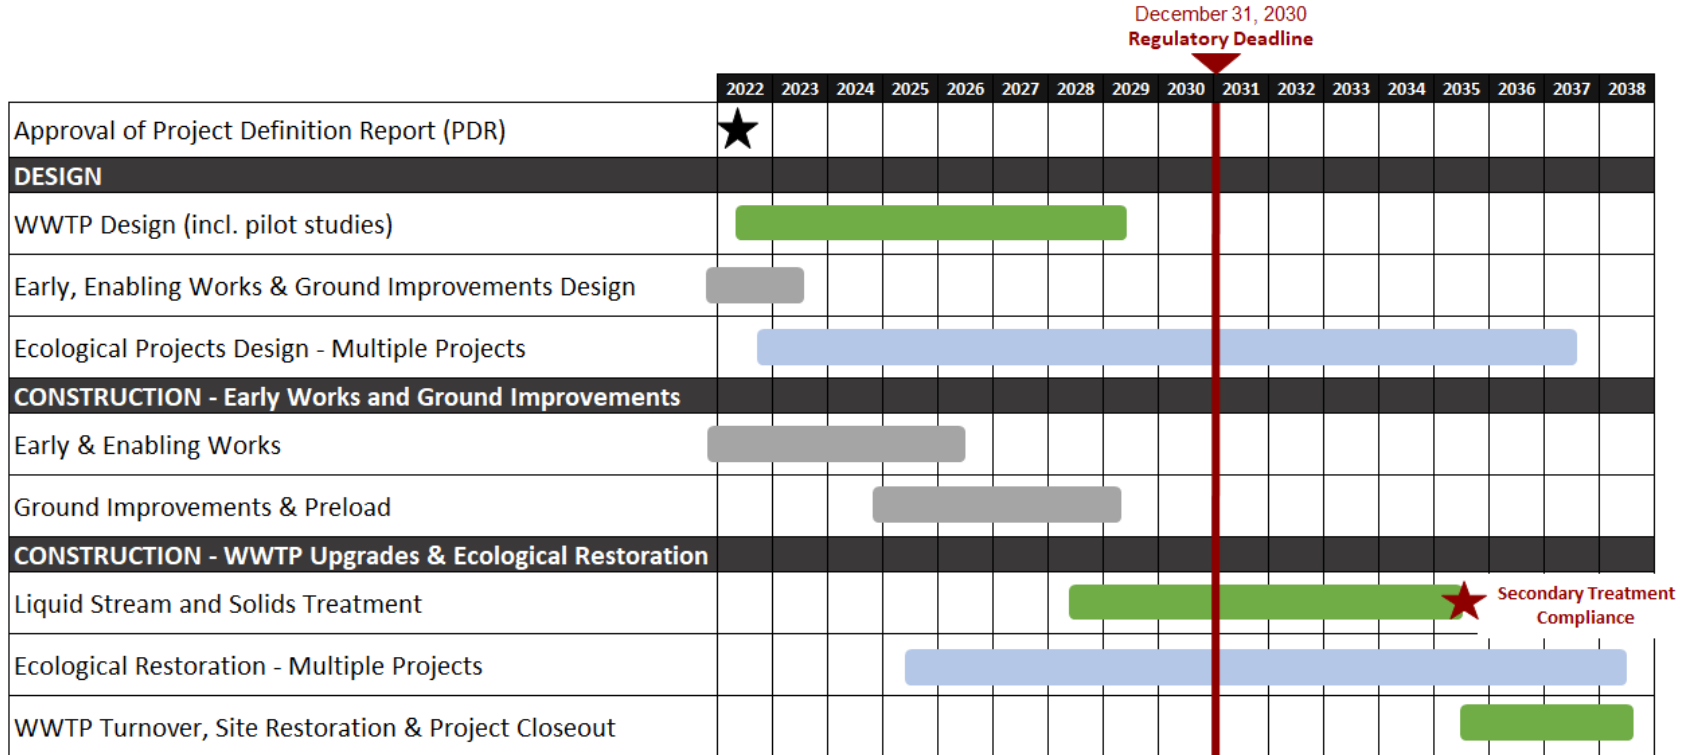 December 31, 2030
Regulatory Deadline
2022 2023 2024 2025 2026 2027 2028 2029 2030 2031 2032 2033 2034 2035 2036 2037 2038
Approval of Project Definition Report (PDR)
DESIGN
WWTP Design (incl. pilot studies)
Early, Enabling Works & Ground Improvements Design
Ecological Projects Design - Multiple Projects
CONSTRUCTION - Early Works and Ground Improvements
Early & Enabling Works
Ground Improvements & Preload
CONSTRUCTION - WWTP Upgrades & Ecological Restoration
Liquid Stream and Solids Treatment
Secondary Treatment
Compliance
Ecological Restoration - Multiple Projects
WWTP Turnover, Site Restoration & Project Closeout